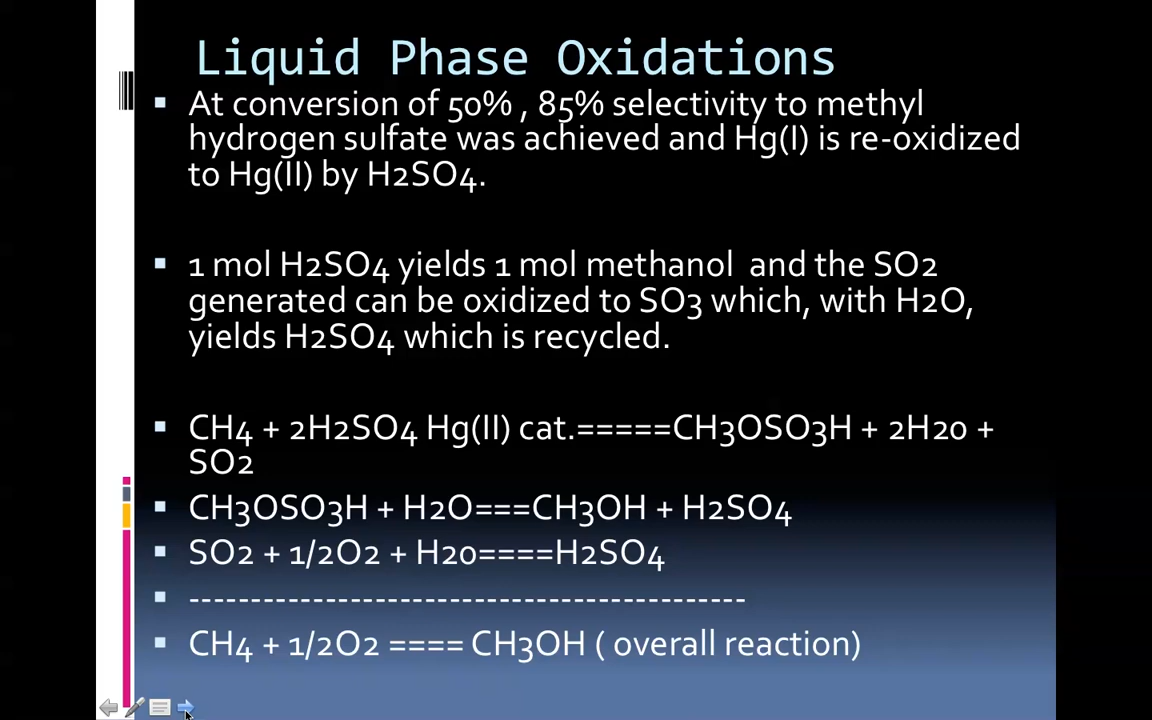 Liquid Phase Oxidations
At conversion of 50% , 85% selectivity to methyl
hydrogen sulfate was achieved and Hg(I) is re-oxidized
to Hg(II) by H2SO4.
1 mol H2SO4 yields 1 mol methanol and the SO2
generated can be oxidized to SO3 which, with H2O,
yields H2SO4 which is recycled.
CH4 + 2H2SO4 Hg(II) cat.=====CH3OSO3H + 2H20 +
SO2
CH3OSO3H + H2O===CH3OH + H2SO4
SO2 + 1/2O2 + H20====H2SO4
---------------------------------------------
CH4 + 1/2O2 ==== CH3OH ( overall reaction)